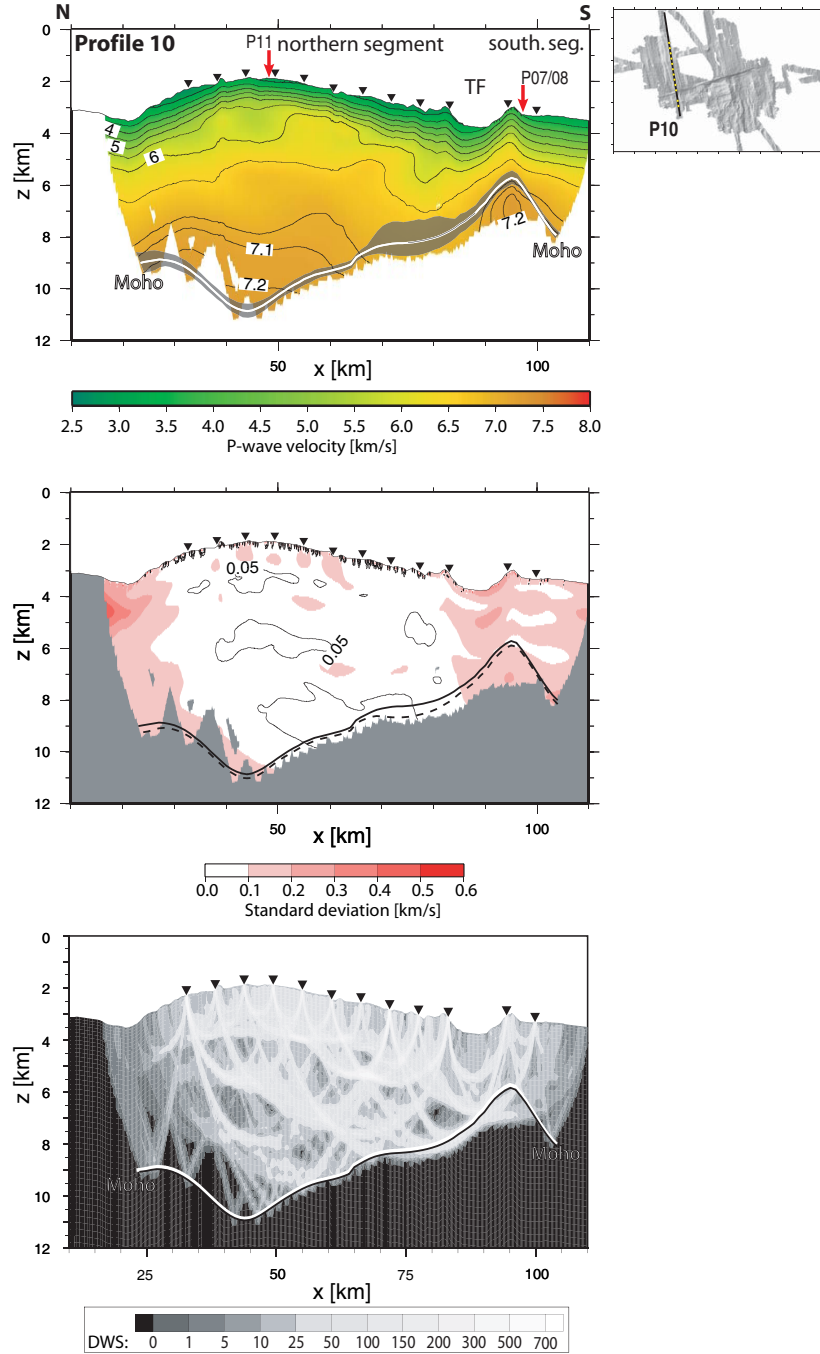 N S
0
Profile 10 P11 northern segment south. seg.
2 TF P07/08
P10
4 4
5
6 6
z [km]
7.2
8 7.1
Moho Moho
10 7.2
12
50 100
x [km]
2.5 3.0 3.5 4.0 4.5 5.0 5.5 6.0 6.5 7.0 7.5 8.0
P-wave velocity [km/s]
0
2
0.05
4
z [km]
6 0.05
8
10
12
50 100
x [km]
0.0 0.1 0.2 0.3 0.4 0.5 0.6
Standard deviation [km/s]
0
2
4
z [km]
6
8
Moho Moho
10
12
25 50 75 100
x [km]
DWS: 0 1 5 10 25 50 100 150 200 300 500 700